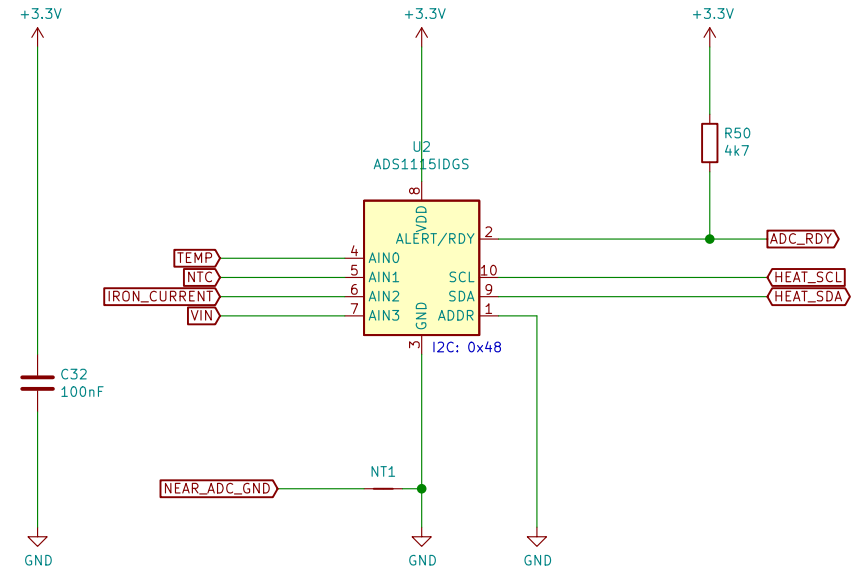 +3.3V
+3.3V
+3.3V
R50
4k7
U2
ADS1115IDGS
8
VDD
ALERT/RDY
2
ADC_RDY
TEMP
4
AIN0
NTC
5
AIN1
SCL
10
HEAT_SCL
IRON_CURRENT
6
AIN2
SDA
9
HEAT_SDA
VIN
7
AIN3
GND
ADDR
1
3
I2C: 0x48
C32
100nF
NT1
NEAR_ADC_GND
GND
GND
GND